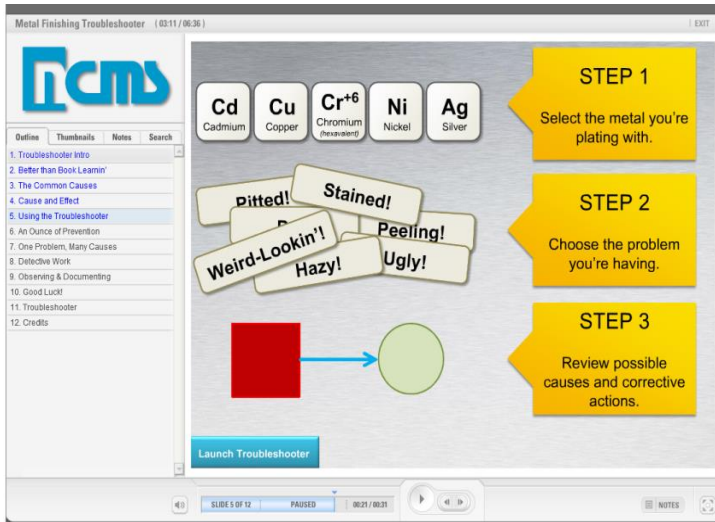 Metal Finishing Troubleshooter ( 03:11 / 06:36 )
EXIT
ncms
Outline Thumbnails Notes Search
1. Troubleshooter Intro
2. Better than Book Learnin'
3. The Common Causes
4. Cause and Effect
5. Using the Troubleshooter
6. An Ounce of Prevention
7. One Problem, Many Causes
8. Detective Work
9. Observing & Documenting
10. Good Luck!
11. Troubleshooter
12. Credits
Cd
Cadmium
Cu
Copper
Cr+6
Chromium
(hexavalent)
Ni
Nickel
Ag
Silver
STEP 1
Select the metal you're
plating with.
Pitted!
Stained!
Peeling!
Weird-Lookin'!
Hazy!
Ugly!
STEP 2
Choose the problem
you're having.
STEP 3
Review possible
causes and corrective
actions.
Launch Troubleshooter
SLIDE 5 OF 12 PAUSED 00:21 / 00:31
NOTES